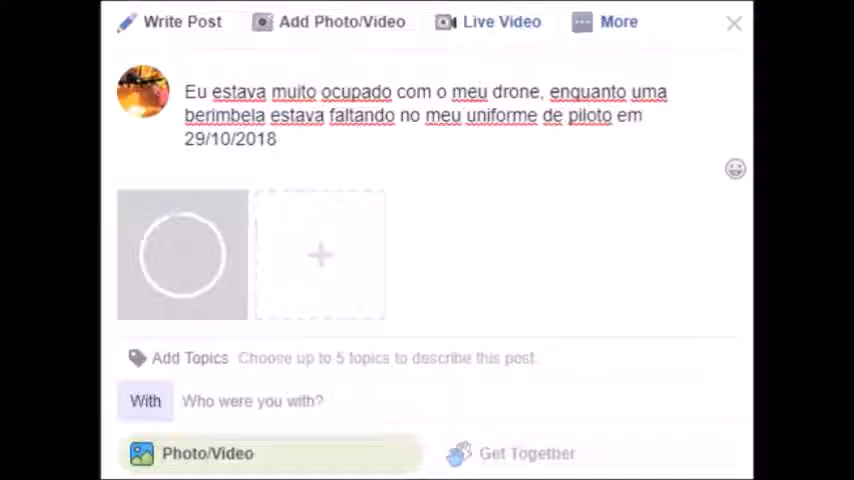 Write Post Add Photo/Video Live Video More
Eu estava muito ocupado com o meu drone, enquanto uma
berimbela estava faltando no meu uniforme de piloto em
29/10/2018
Add Topics Choose up to 5 topics to describe this post
With Who were you with?
Photo/Video Get Together